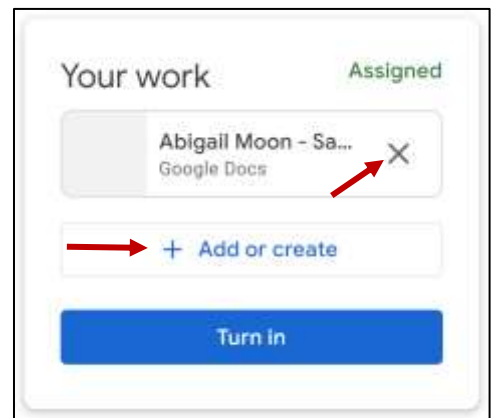 Your work
Assigned
Abigail Moon - Sa...
Google Docs
+ Add or create
Turn in